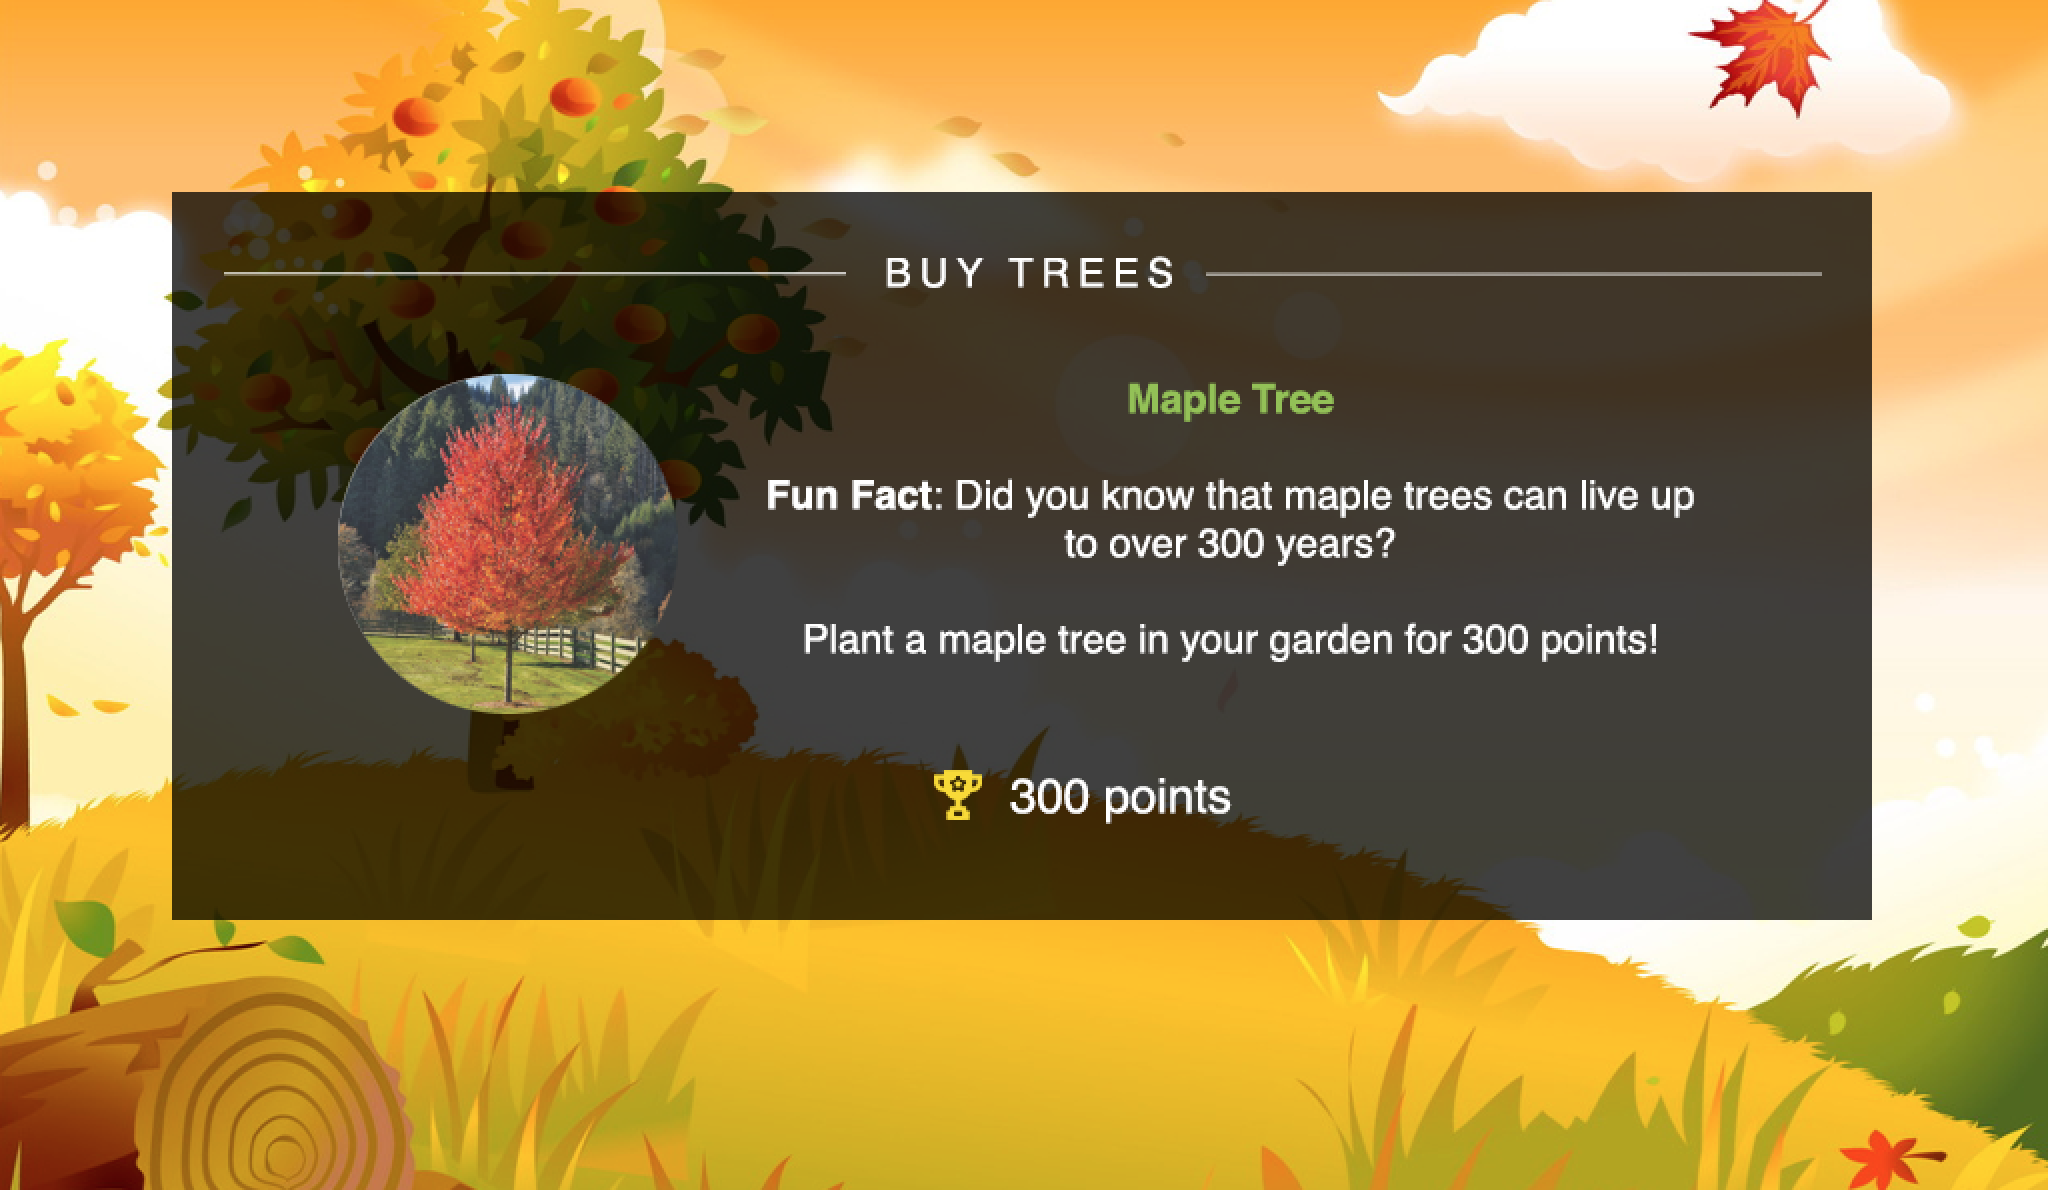 BUY TREES
Maple Tree
Fun Fact: Did you know that maple trees can live up
to over 300 years?
Plant a maple tree in your garden for 300 points!
300 points